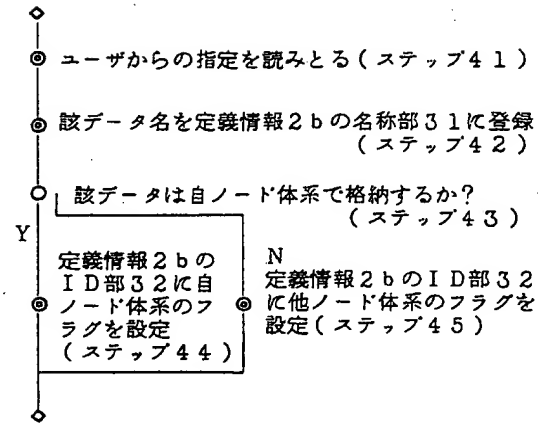 ユーザからの指定を読みとる(ステップ41)
該データ名を定義情報2bの名称部31に登録
(ステップ42)
該データは自ノード体系で格納するか?
(ステップ43)
Y
定義情報2bの
ID部32に自
ノード体系のフ
ラグを設定
(ステップ44)
N
定義情報2bのID部32
に他ノード体系のフラグを
設定(ステップ45)